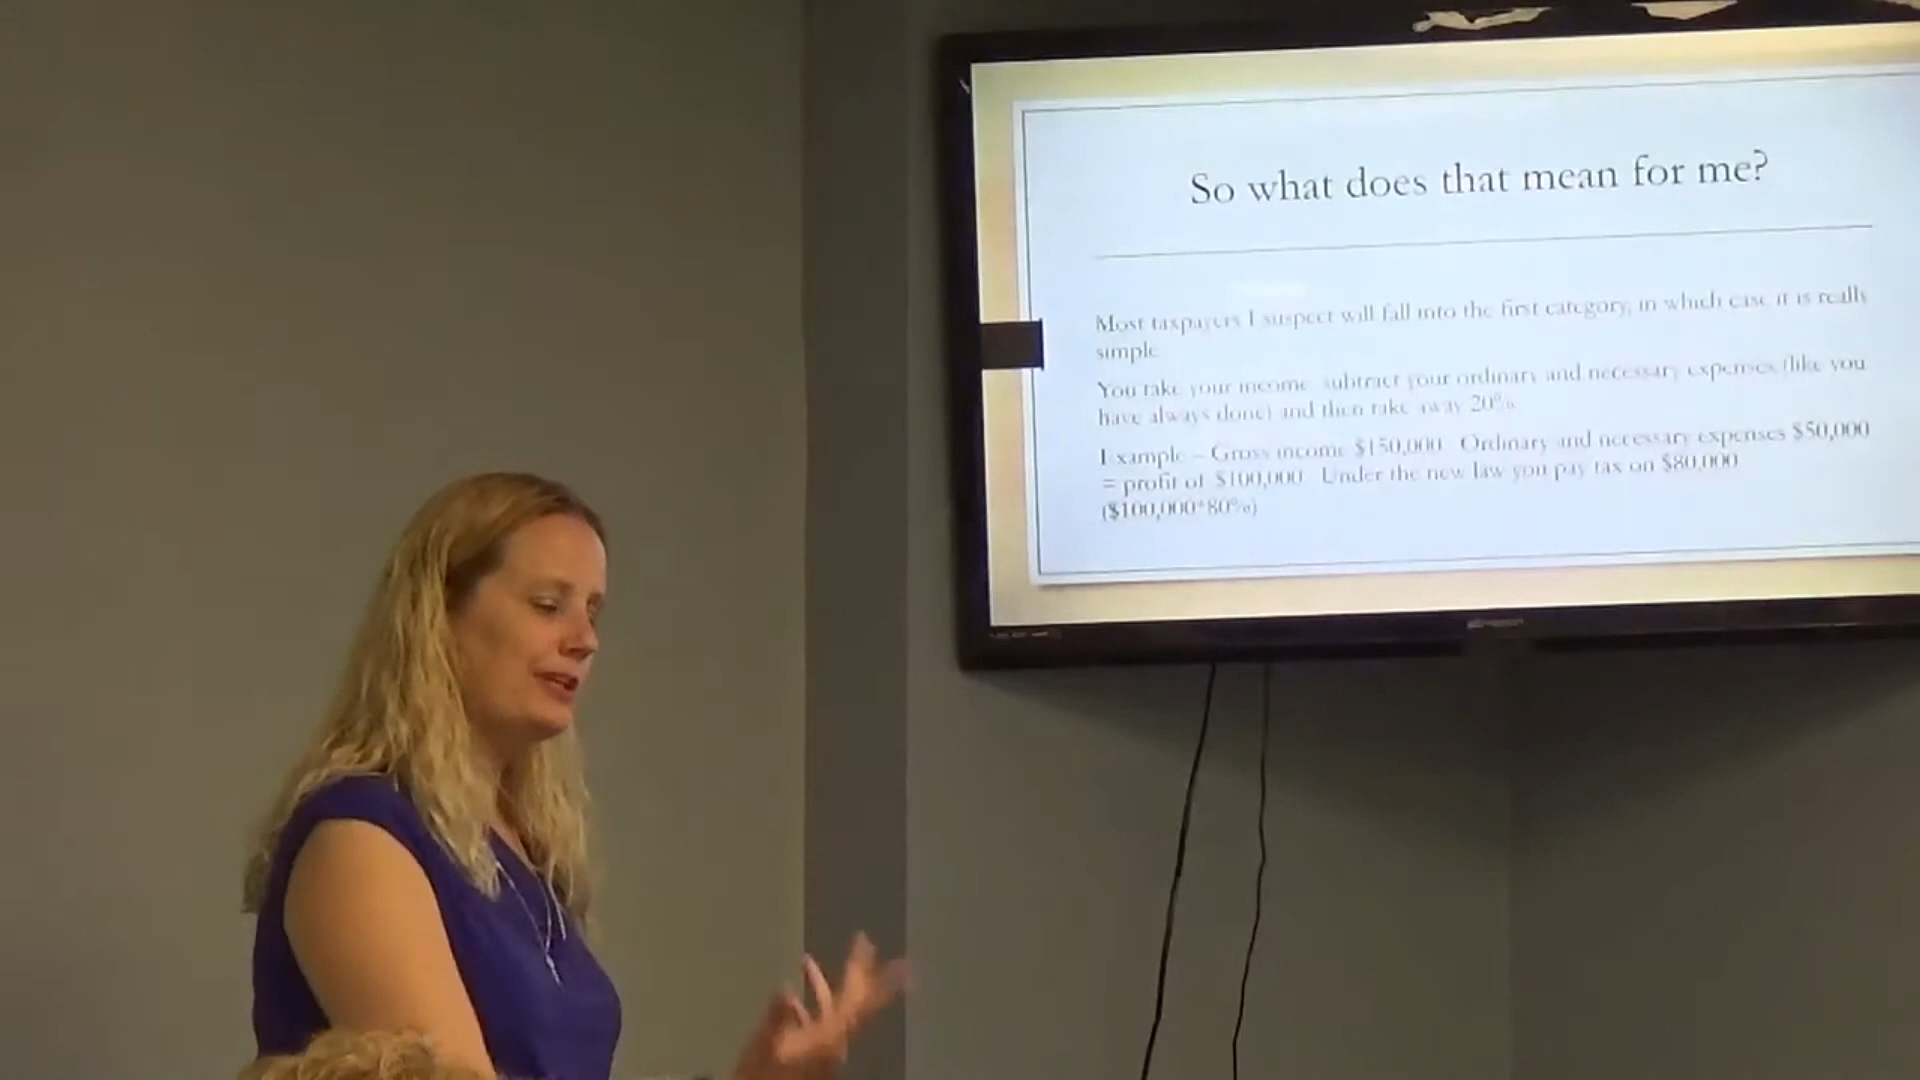 So what does that mean for me?
Most taxpayers I suspect will fall into the first category, in which case it is really
simple.
You take your income subtract your ordinary and necessary expenses (like you
have always done) and then take away 20%.
Example – Gross income $150,000 Ordinary and necessary expenses $50,000
= profit of $100,000 Under the new law you pay tax on $80,000
($100,000*80%)